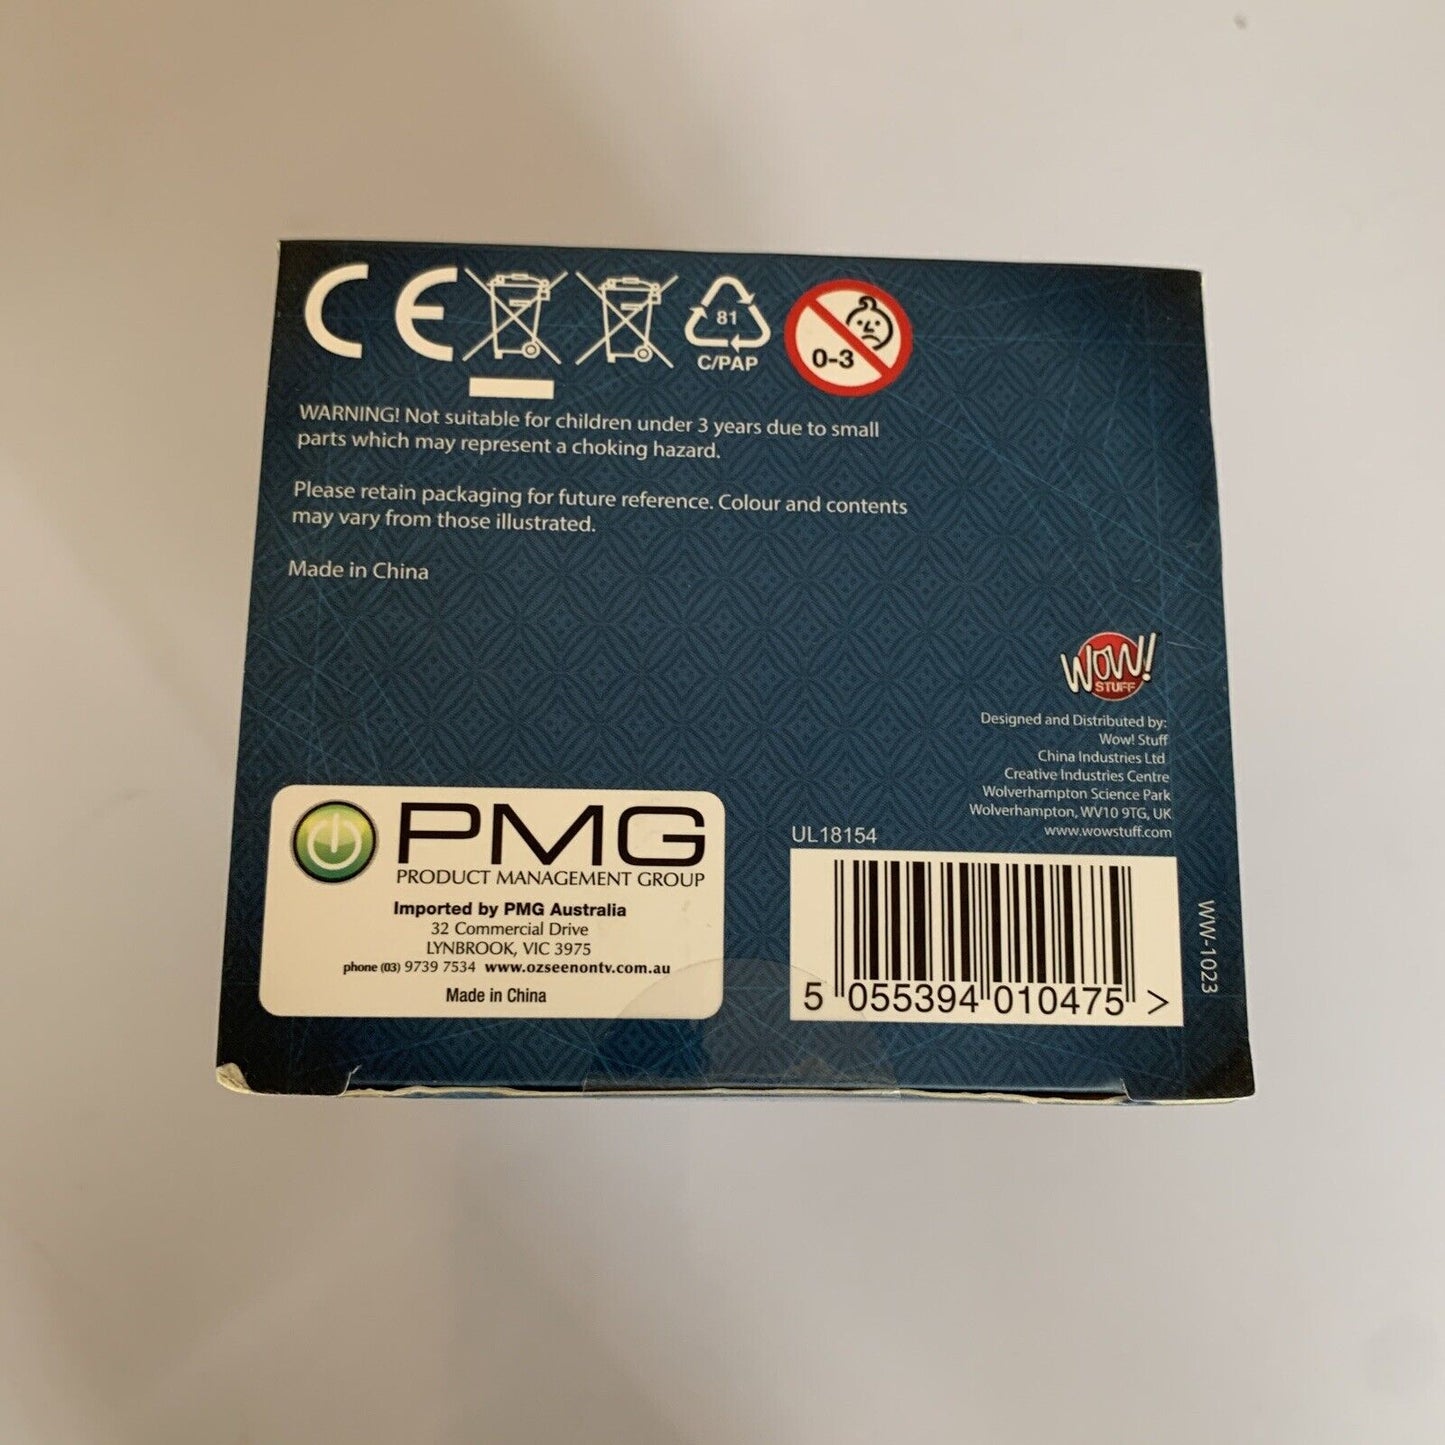 CE
81
C/PAP
0-3
WARNING! Not suitable for children under 3 years due to small
parts which may represent a choking hazard.
Please retain packaging for future reference. Colour and contents
may vary from those illustrated.
Made in China
WOW!
STUFF
Designed and Distributed by:
Wow! Stuff
China Industries Ltd
Creative Industries Centre
Wolverhampton Science Park
Wolverhampton, WV10 9TG, UK
www.wowstuff.com
PMG
PRODUCT MANAGEMENT GROUP
Imported by PMG Australia
32 Commercial Drive
LYNBROOK, VIC 3975
phone (03) 9739 7534 www.ozseenontv.com.au
Made in China
UL18154
5 055394 010475 >
WW-1023